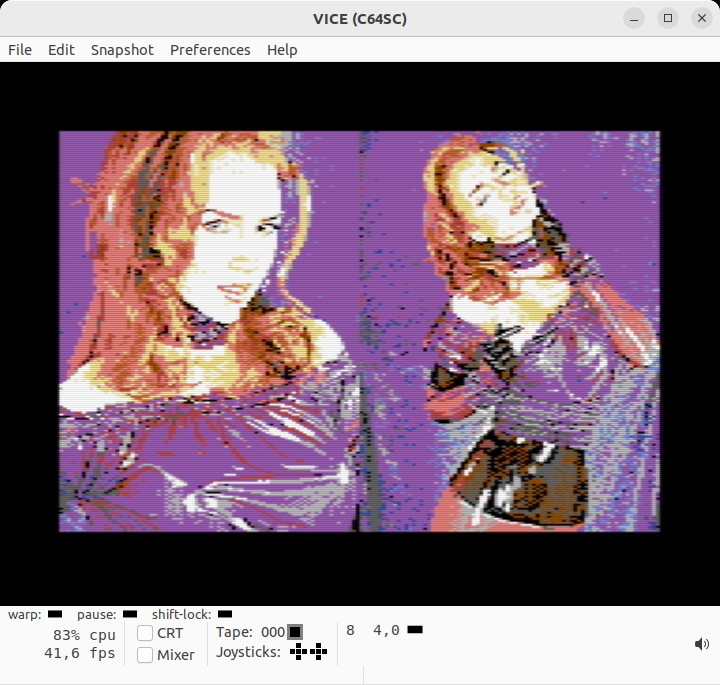 VICE (C64SC)
File Edit Snapshot Preferences Help
warp: pause: shift-lock:
83% cpu
41,6 fps
CRT
Mixer
Tape: 000
Joysticks:
8 4,0